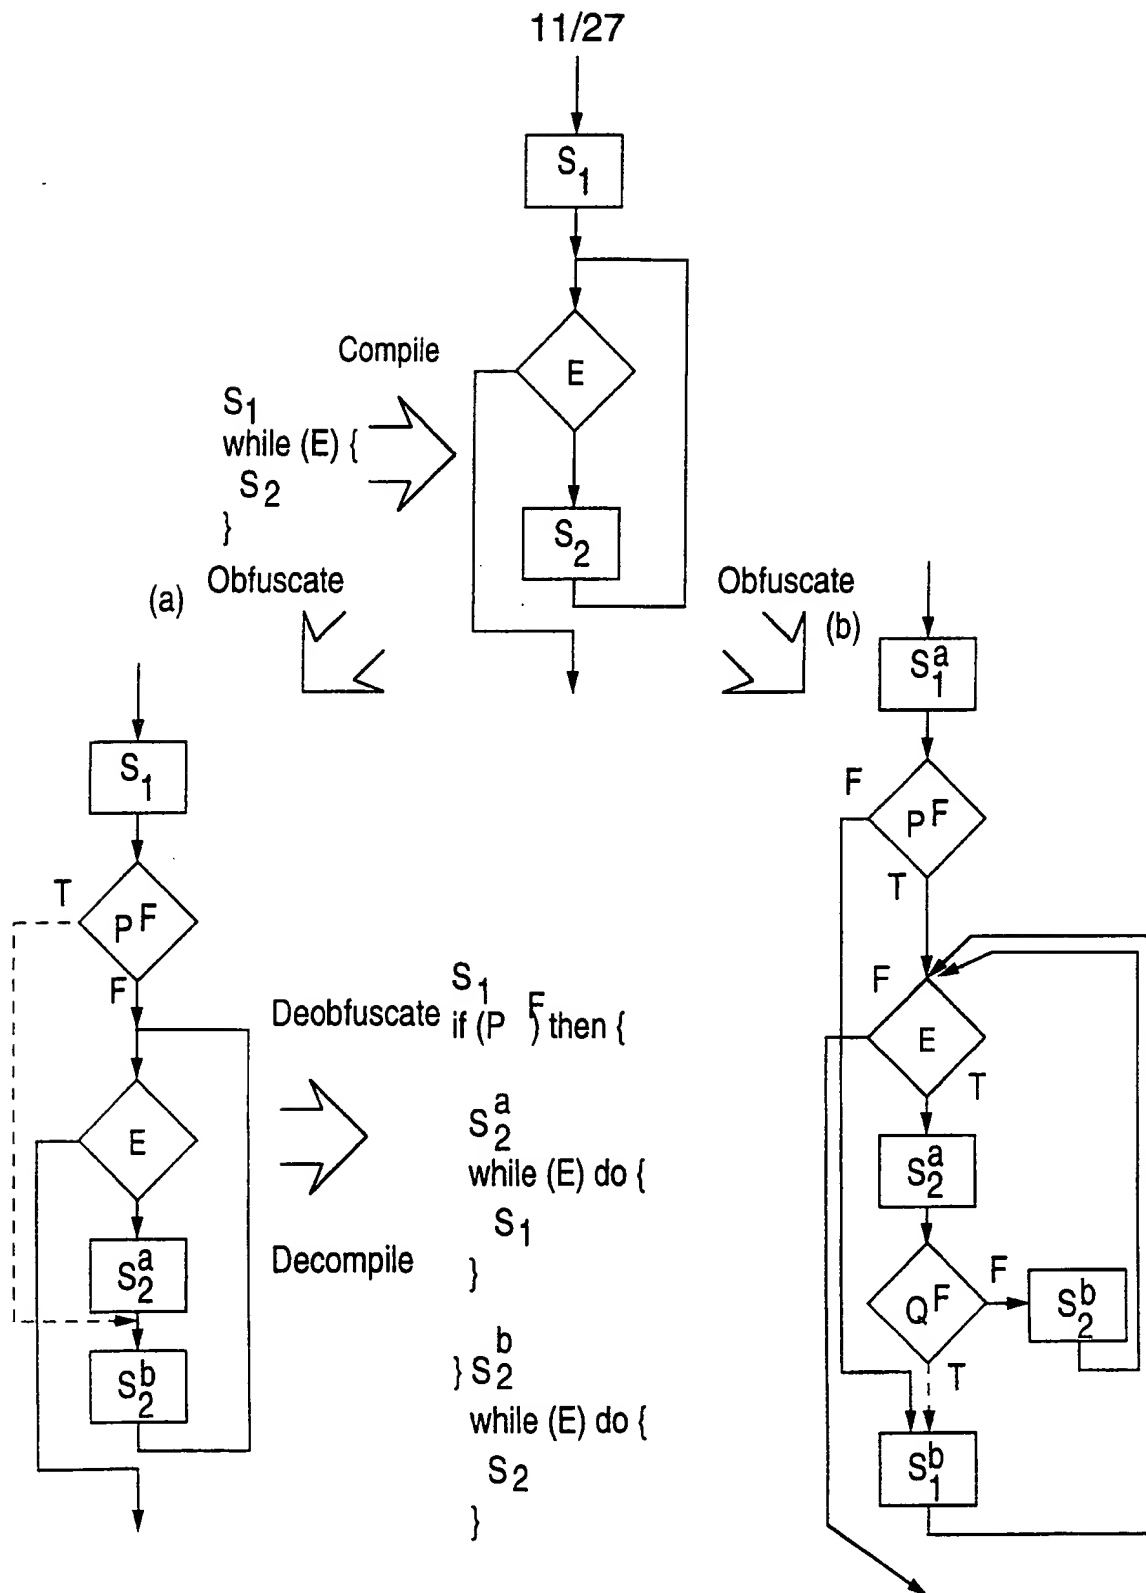 11/27
S1
E
S2
Compile
S1
while (E) {
S2
}
(a)
Obfuscate
S1
T
PF
F
E
S2a
S2b
Deobfuscate
Decompile
S1
if (PF) then {
S2a
while (E) do {
S1
}
} S2b
while (E) do {
S2
}
Obfuscate
(b)
S1a
F
PF
T
F
E
T
S2a
QF
F
S2b
T
S1b